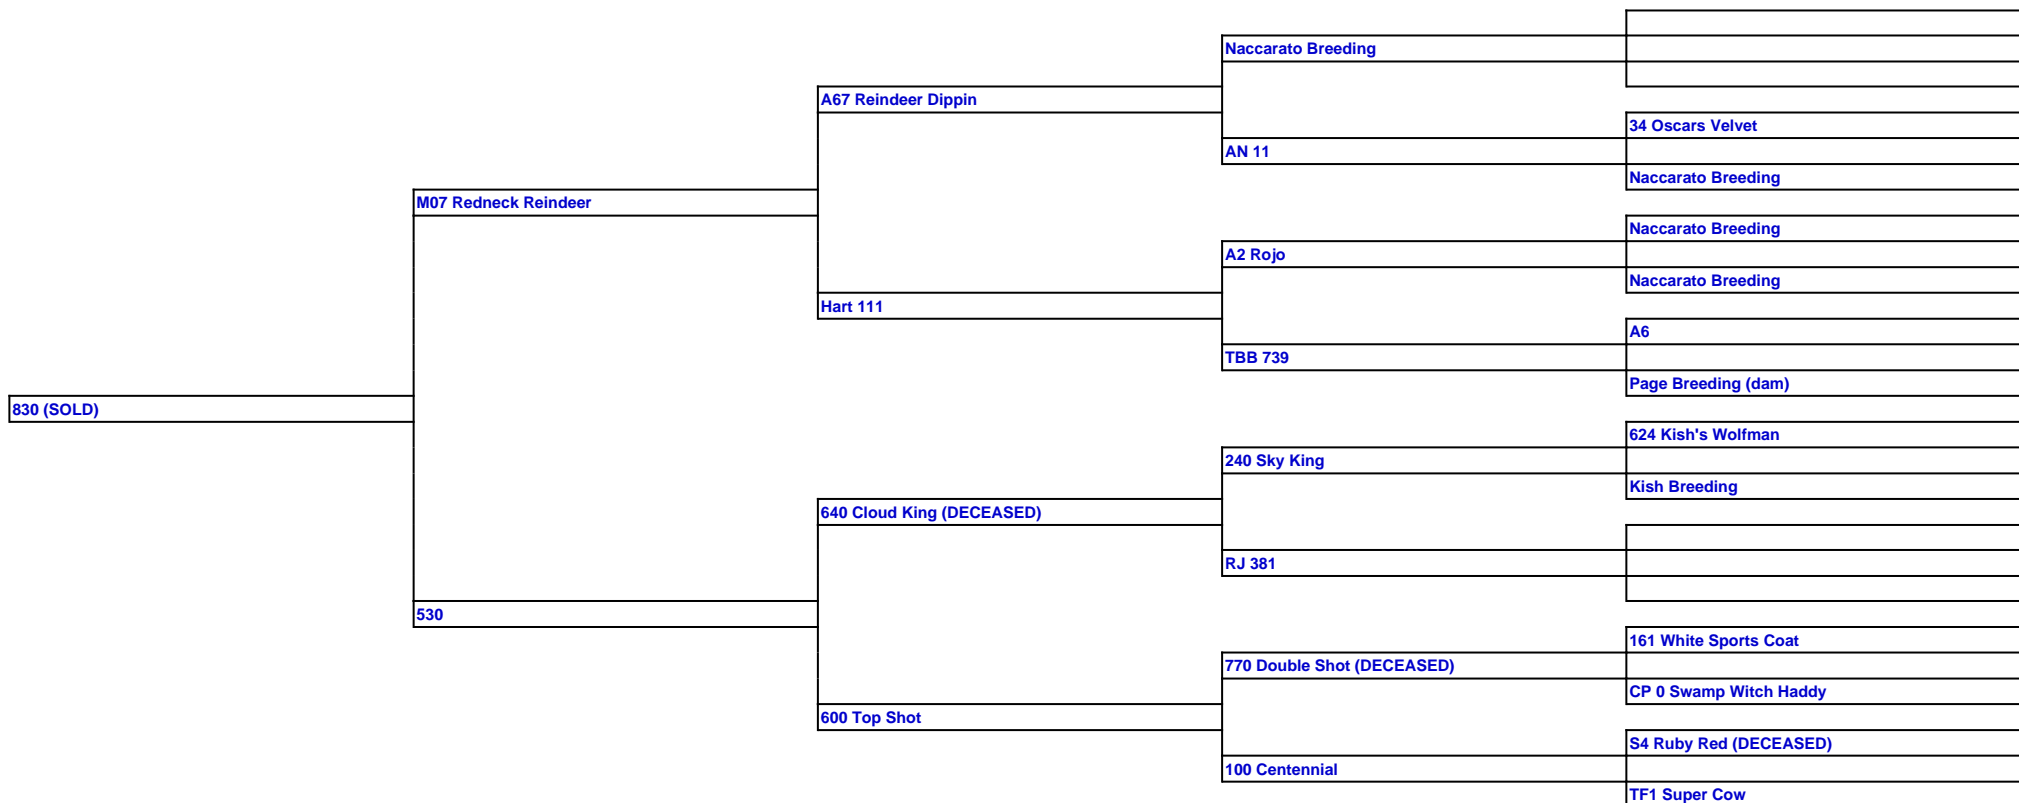 Naccarato Breeding
A67 Reindeer Dippin
34 Oscars Velvet
AN 11
Naccarato Breeding
M07 Redneck Reindeer
Naccarato Breeding
A2 Rojo
Naccarato Breeding
Hart 111
A6
TBB 739
Page Breeding (dam)
830 (SOLD)
624 Kish's Wolfman
240 Sky King
Kish Breeding
640 Cloud King (DECEASED)
RJ 381
530
161 White Sports Coat
770 Double Shot (DECEASED)
CP 0 Swamp Witch Haddy
600 Top Shot
S4 Ruby Red (DECEASED)
100 Centennial
TF1 Super Cow